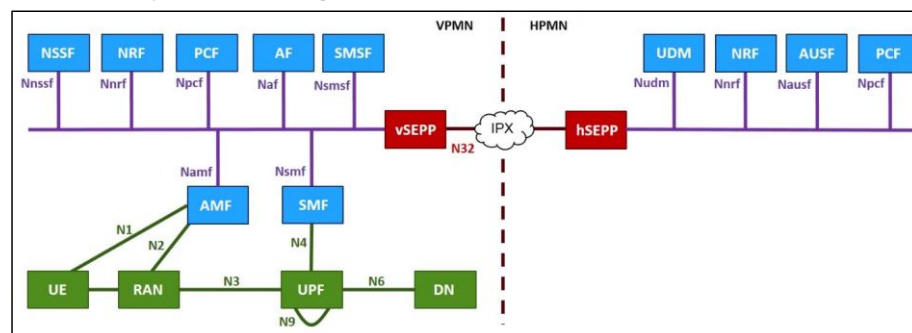 VPMN HPMN
NSSF NRF PCF AF SMSF UDM NRF AUSF PCF
Nnssf Nnrf Npcf Naf Nsmsf Nudm Nnrf Nausf Npcf
vSEPP IPX hSEPP
N32
Namf Nsmf
AMF SMF
N1 N2 N4
UE RAN N3 UPF N6 DN
N9